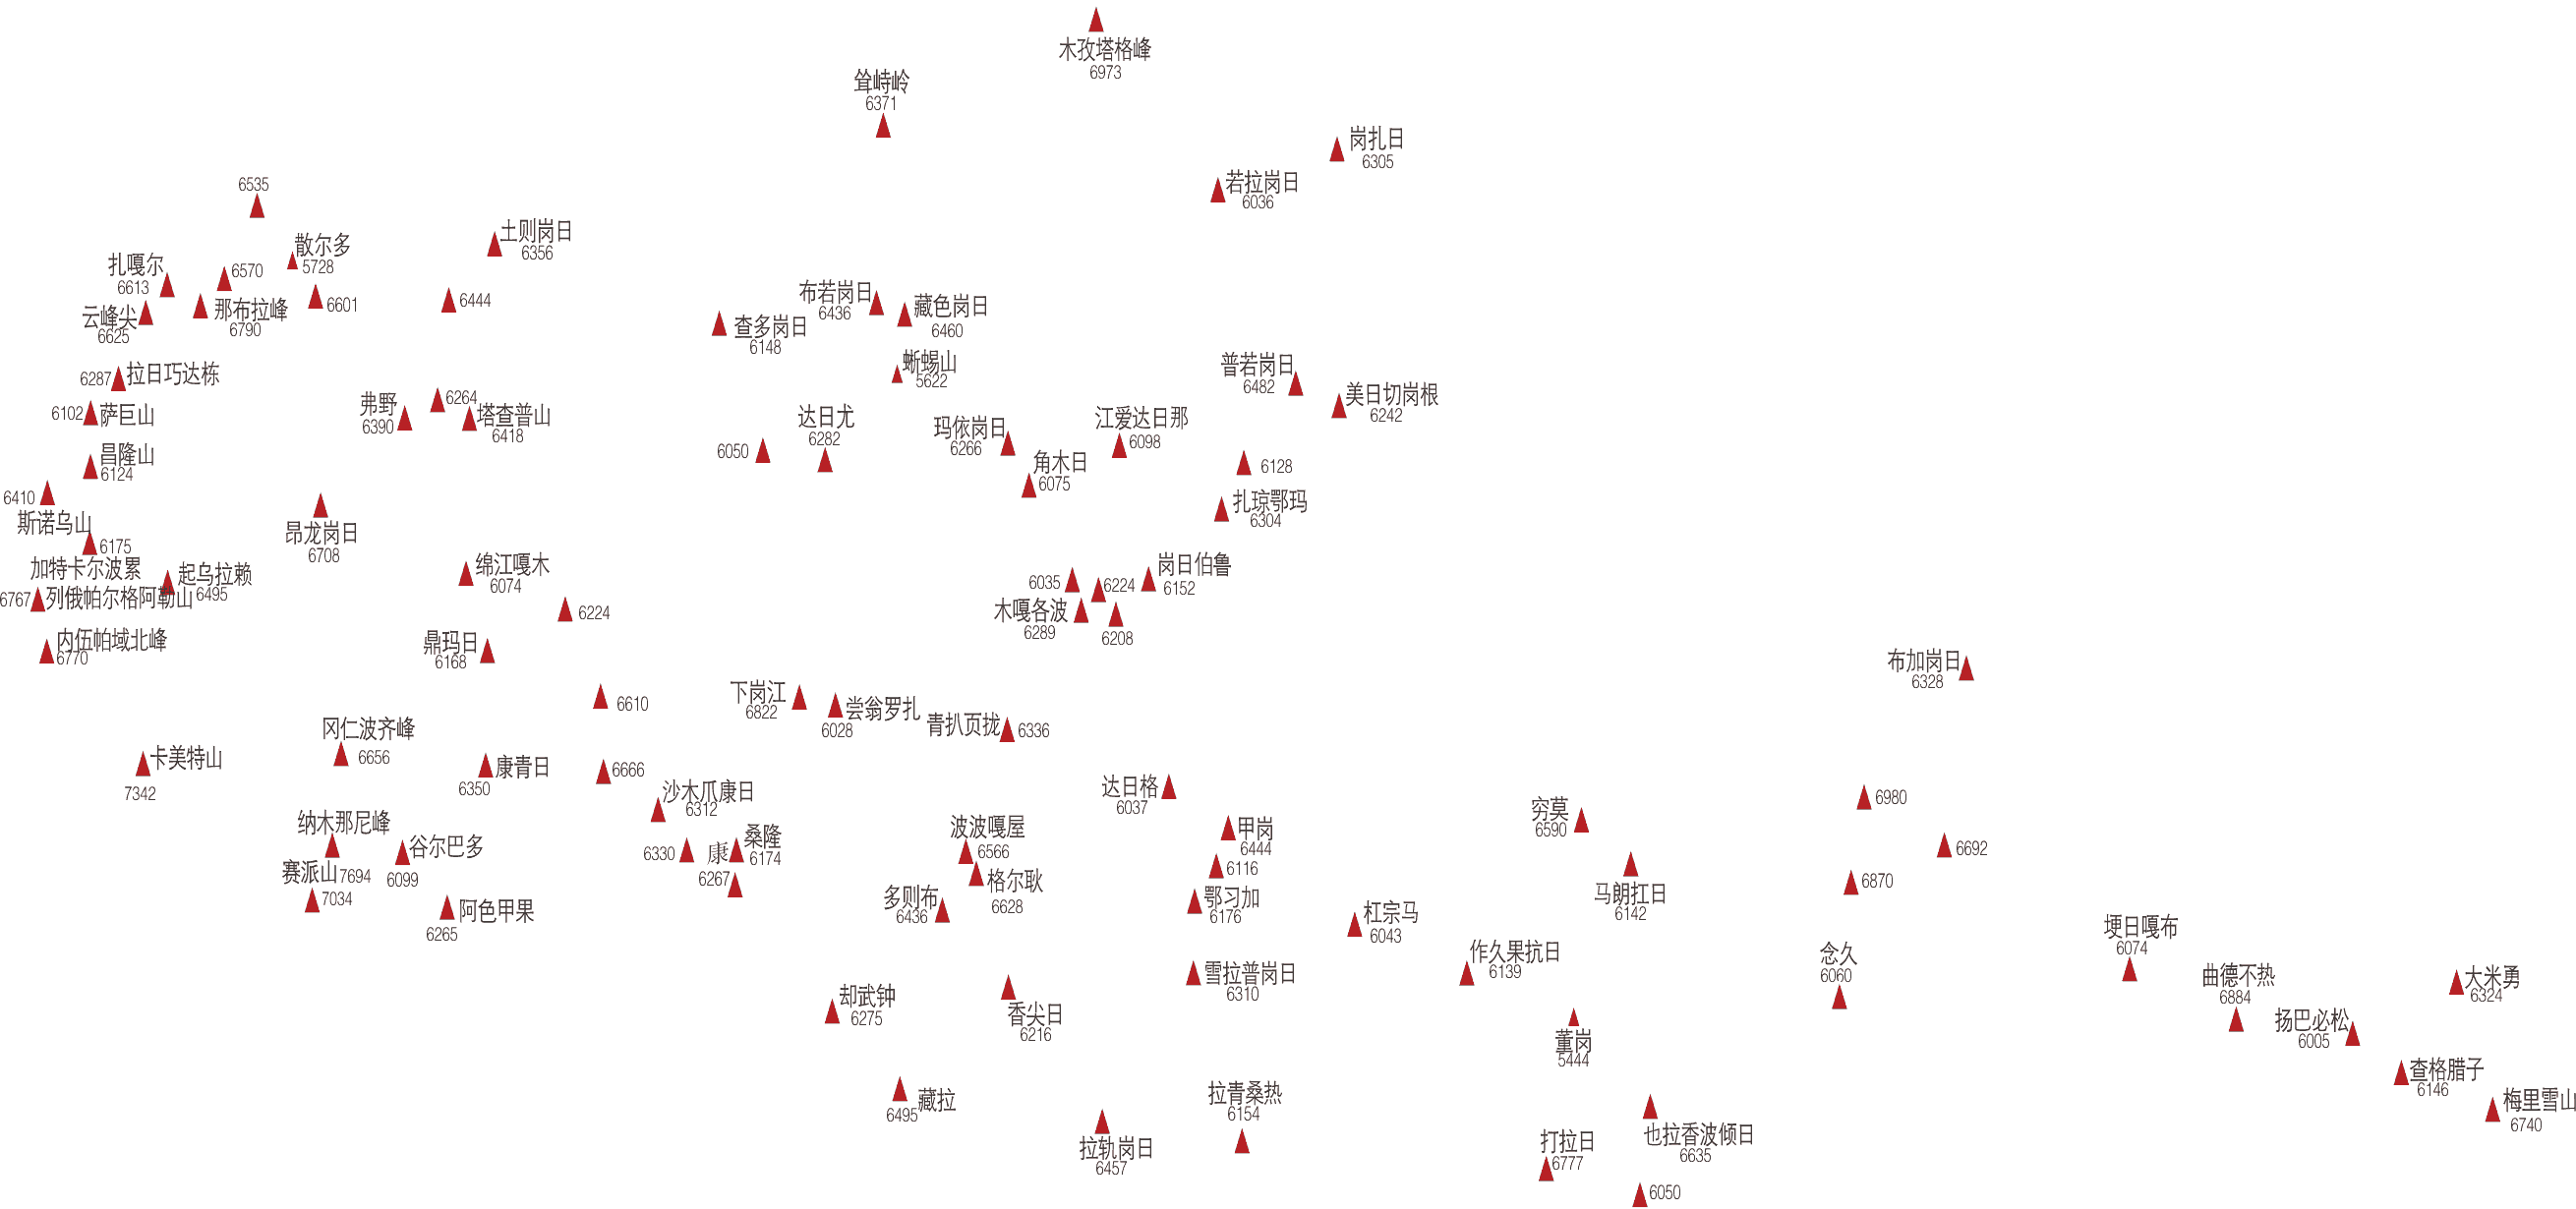 木孜塔格峰
6973
耸峙岭
6371
岗扎日
6305
若拉岗日
6036
6535
土则岗日
6356
散尔多
5728
扎嘎尔
6613
6570
6601
6444
那布拉峰
6790
云峰尖
6625
布若岗日
6436
藏色岗日
6460
查多岗日
6148
蜥蜴山
5622
普若岗日
6482
美日切岗根
6242
6287
拉日巧达栋
6102
萨巨山
弗野
6390
6264
塔查普山
6418
达日尤
6282
6050
玛依岗日
6266
江爱达日那
6098
角木日
6075
6128
扎琼鄂玛
6304
昌隆山
6124
6410
斯诺乌山
6175
昂龙岗日
6708
加特卡尔波累
起乌拉赖
6495
6767
列俄帕尔格阿勒山
内伍帕域北峰
6770
绵江嘎木
6074
6224
鼎玛日
6168
6035
6224
岗日伯鲁
6152
木嘎各波
6289
6208
布加岗日
6328
6610
下岗江
6822
尝翁罗扎
6028
青扒页拢
6336
冈仁波齐峰
6656
卡美特山
7342
康青日
6350
6666
沙木爪康日
6312
达日格
6037
6980
穷莫
6590
甲岗
6444
6116
6692
纳木那尼峰
7694
谷尔巴多
6099
赛派山
7034
6330
康
6267
桑隆
6174
波波嘎屋
6566
格尔耿
6628
马朗扛日
6142
6870
阿色甲果
6265
多则布
6436
鄂习加
6176
杠宗马
6043
作久果抗日
6139
念久
6060
埂日嘎布
6074
雪拉普岗日
6310
曲德不热
6884
大米勇
6324
却武钟
6275
香尖日
6216
董岗
5444
扬巴必松
6005
查格腊子
6146
藏拉
6495
拉青桑热
6154
梅里雪山
6740
拉轨岗日
6457
打拉日
6777
也拉香波倾日
6635
6050